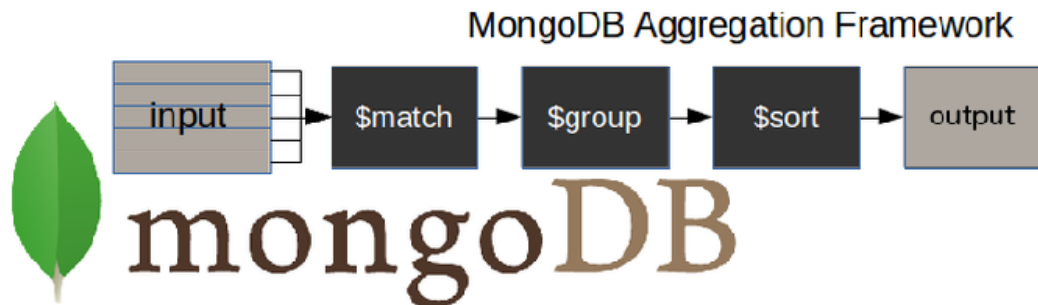 MongoDB Aggregation Framework
input $match $group $sort output
mongoDB